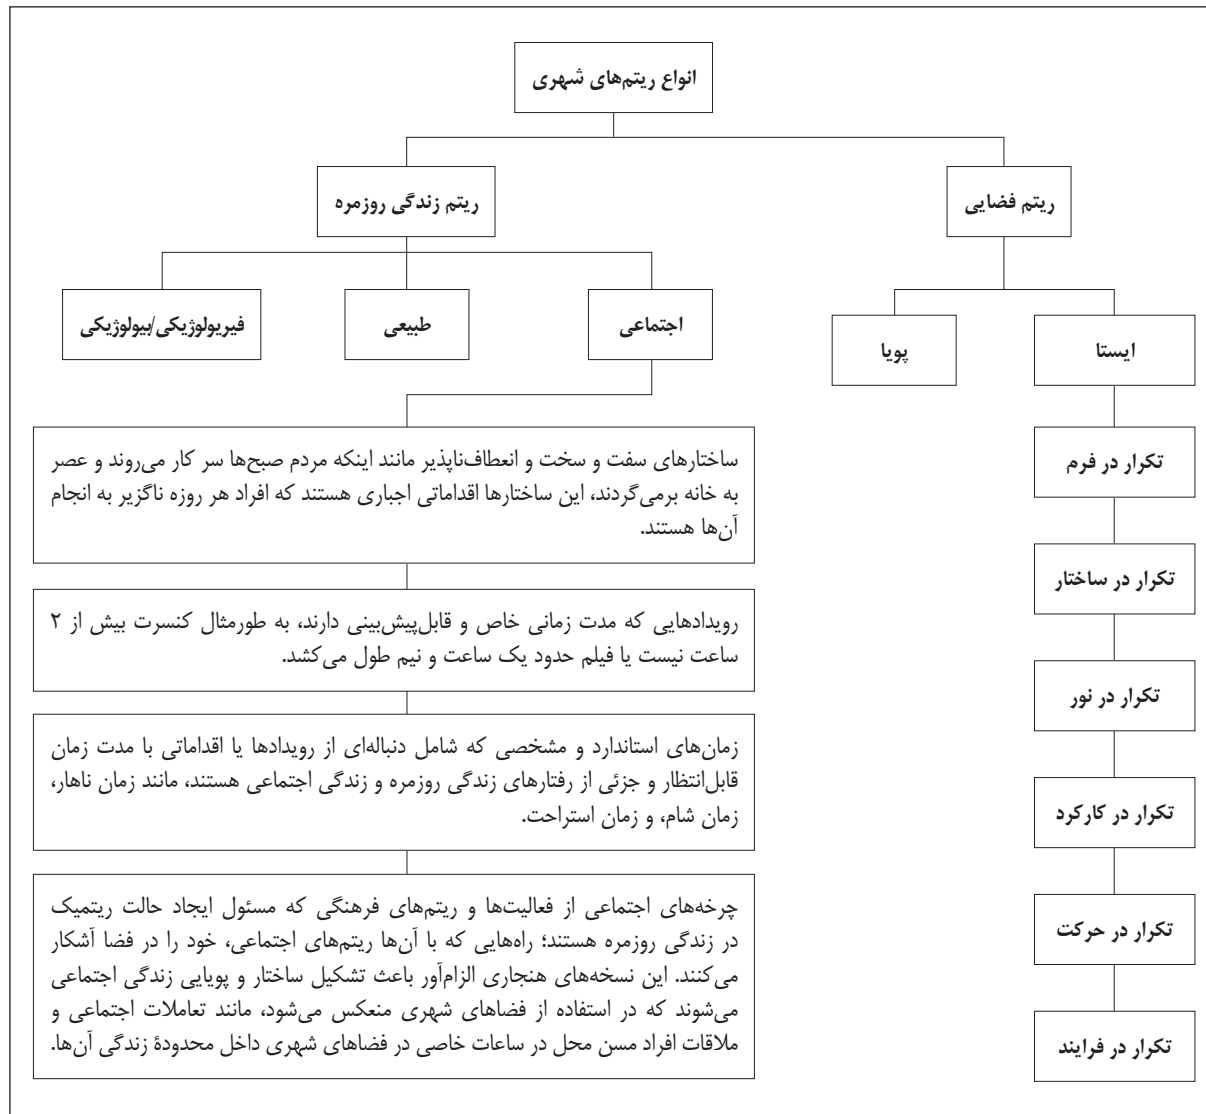 انواع ریتم‌های شهری
ریتم فضایی
ریتم زندگی روزمره
ایستا
پویا
اجتماعی
طبیعی
فیریولوژیکی/بیولوژیکی
تکرار در فرم
تکرار در ساختار
تکرار در نور
تکرار در کارکرد
تکرار در حرکت
تکرار در فرایند
ساختارهای سفت و سخت و انعطاف‌ناپذیر مانند اینکه مردم صبح‌ها سر کار می‌روند و عصر
به خانه برمی‌گردند، این ساختارها اقداماتی اجباری هستند که افراد هر روزه ناگزیر به انجام
آن‌ها هستند.
رویدادهایی که مدت زمانی خاص و قابل‌پیش‌بینی دارند، به طورمثال کنسرت بیش از ۲
ساعت نیست یا فیلم حدود یک ساعت و نیم طول می‌کشد.
زمان‌های استاندارد و مشخصی که شامل دنباله‌ای از رویدادها یا اقداماتی با مدت زمان
قابل‌انتظار و جزئی از رفتارهای زندگی روزمره و زندگی اجتماعی هستند، مانند زمان ناهار،
زمان شام، و زمان استراحت.
چرخه‌های اجتماعی از فعالیت‌ها و ریتم‌های فرهنگی که مسئول ایجاد حالت ریتمیک
در زندگی روزمره هستند؛ راه‌هایی که با آن‌ها ریتم‌های اجتماعی، خود را در فضا آشکار
می‌کنند. این نسخه‌های هنجاری الزام‌آور باعث تشکیل ساختار و پویایی زندگی اجتماعی
می‌شوند که در استفاده از فضاهای شهری منعکس می‌شود، مانند تعاملات اجتماعی و
ملاقات افراد مسن محل در ساعات خاصی در فضاهای شهری داخل محدودهٔ زندگی آن‌ها.